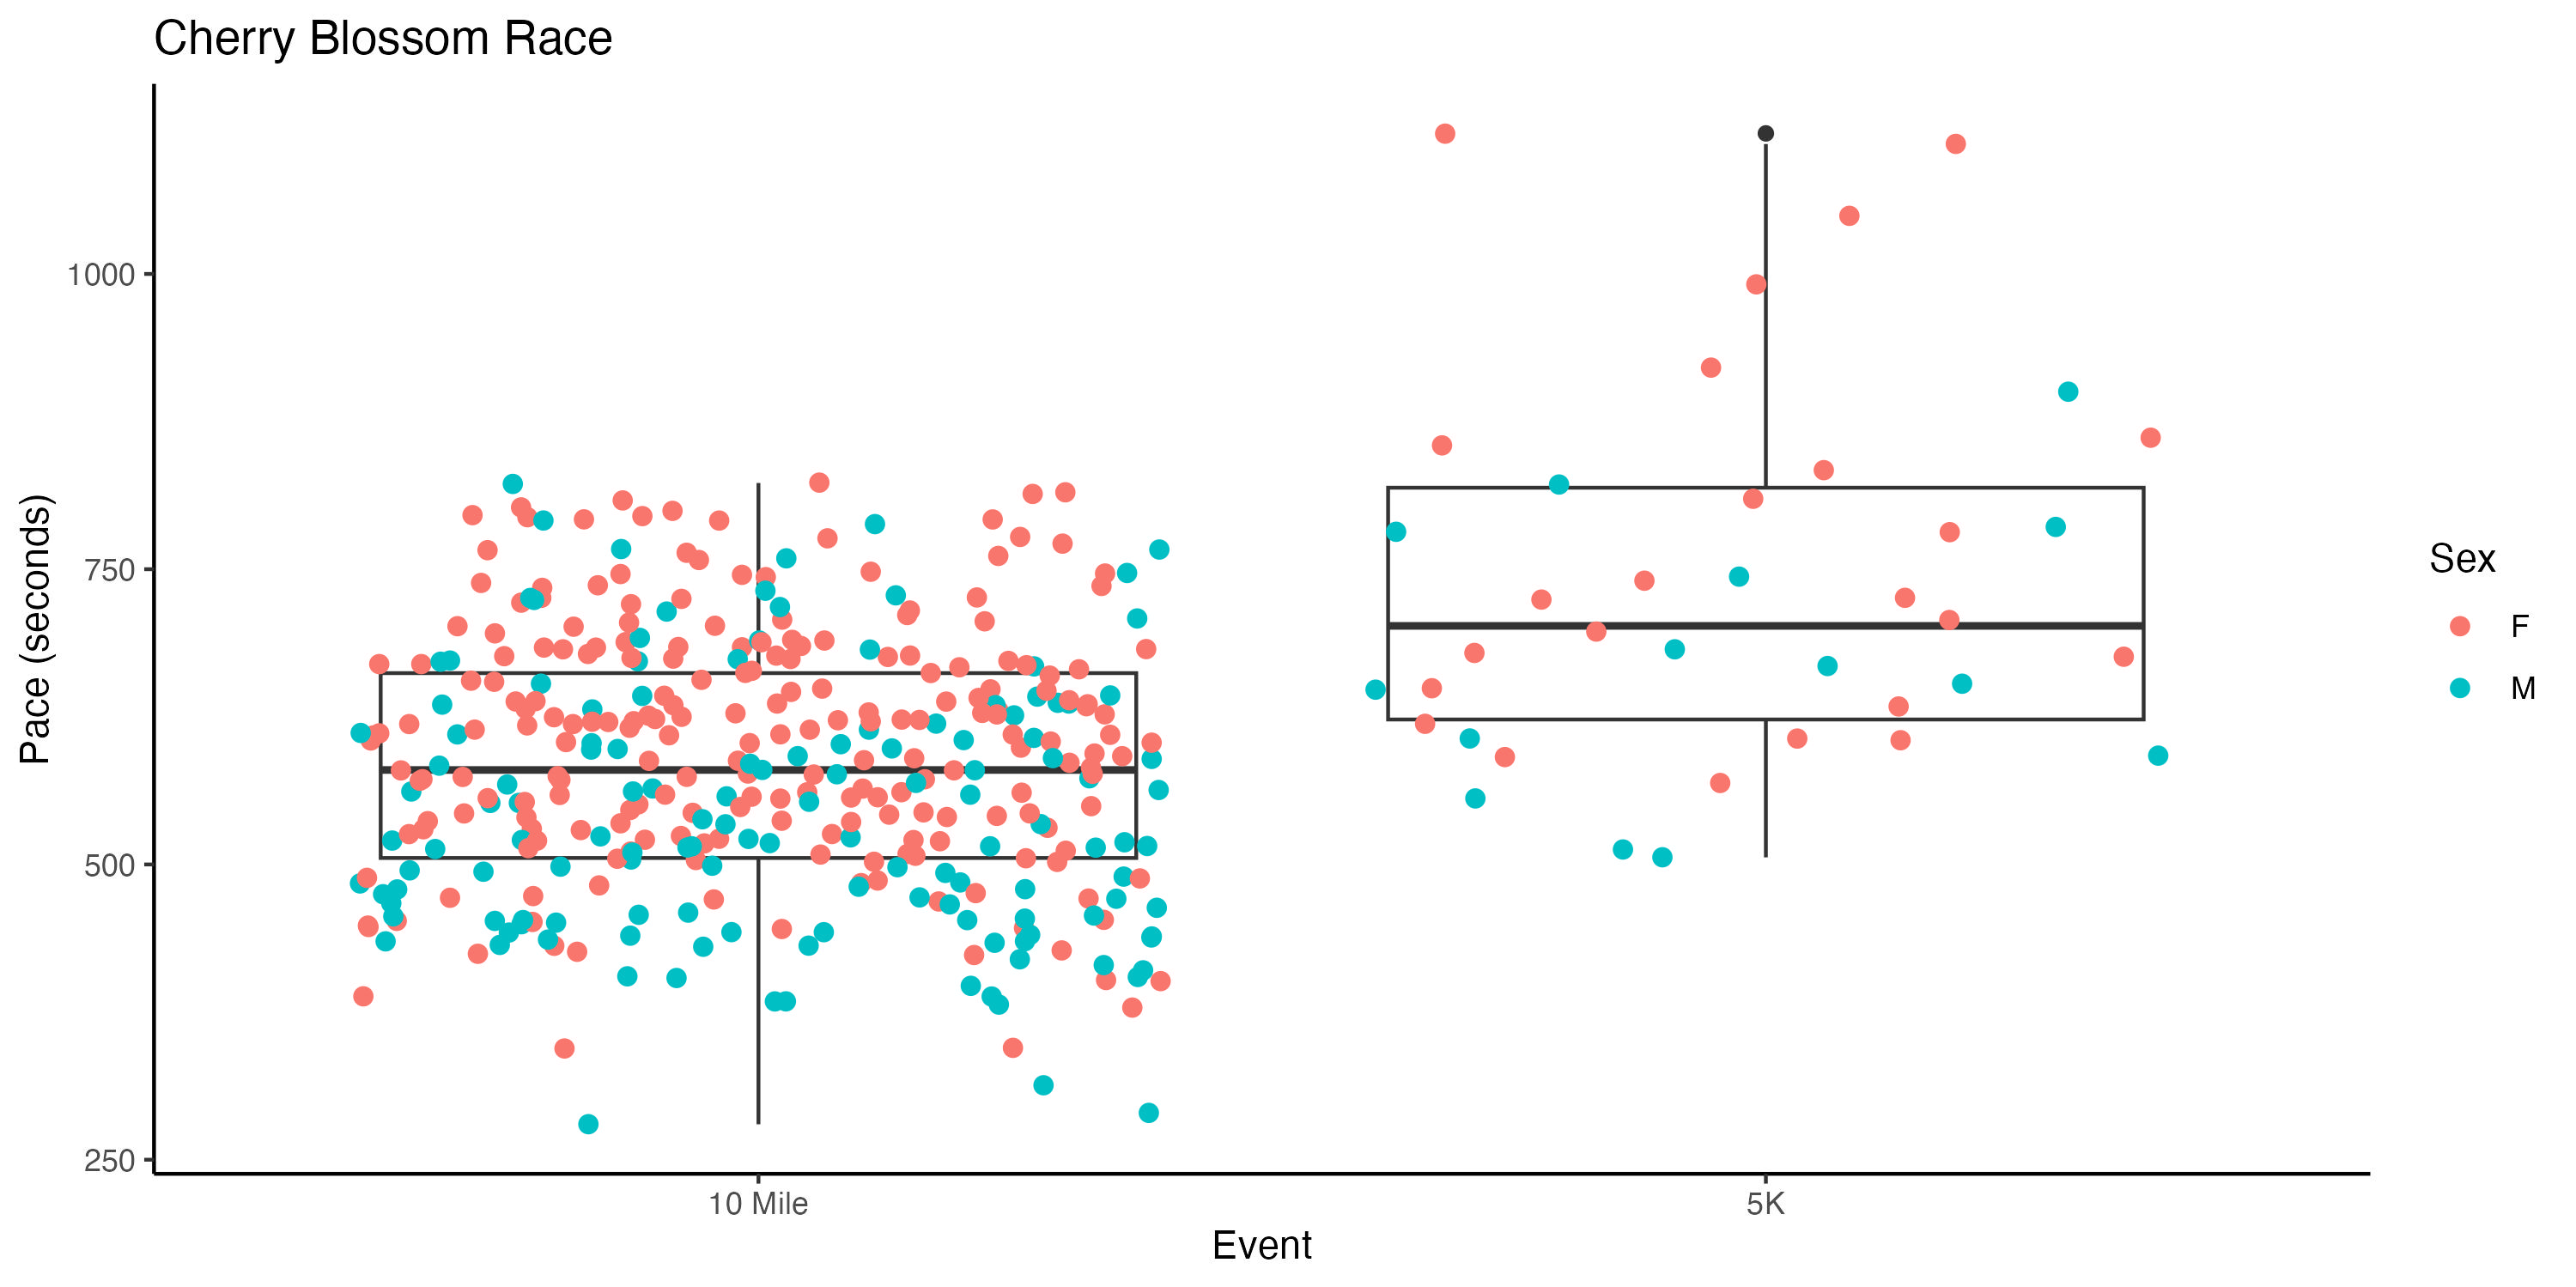 Cherry Blossom Race
Pace (seconds)
1000
750
500
250
10 Mile
5K
Event
Sex
F
M